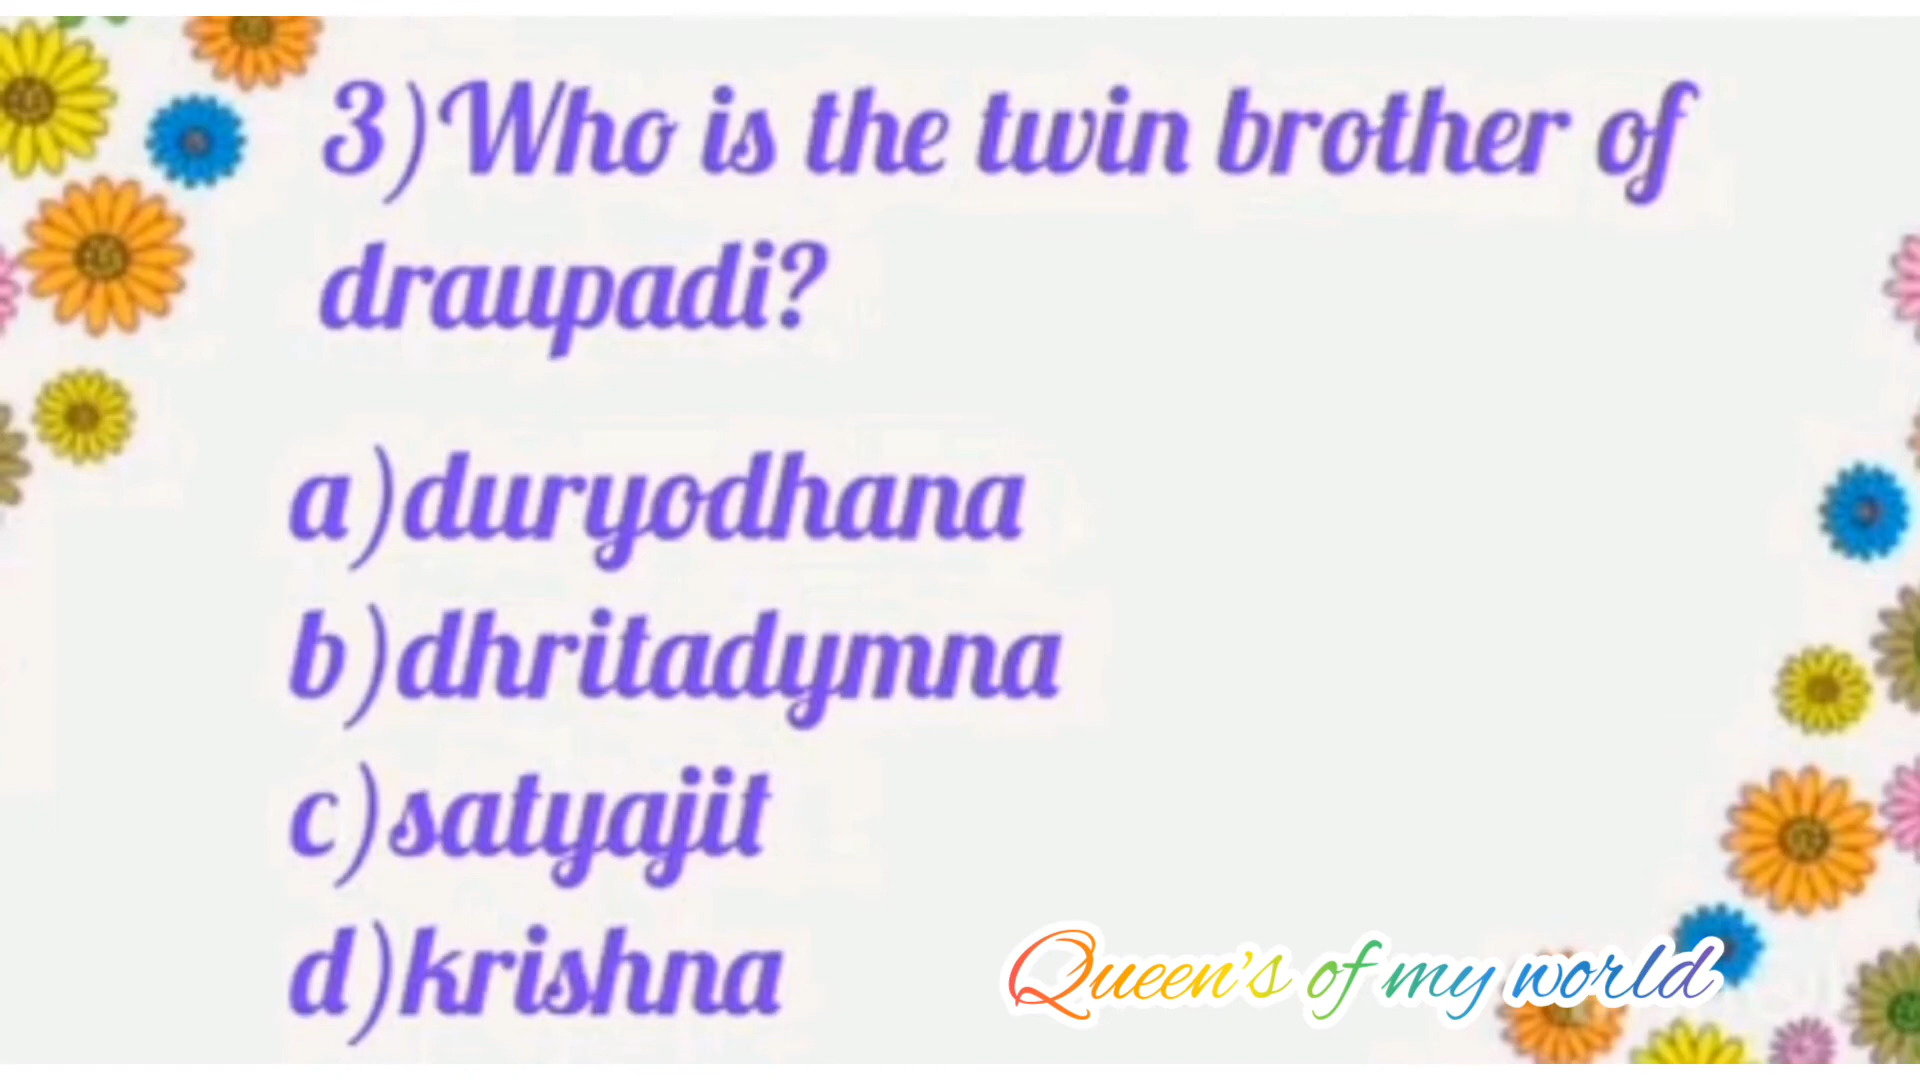 3)Who is the twin brother of
draupadi?
a)duryodhana
b)dhritadymna
c)satyajit
d)krishna
Queen's of my world